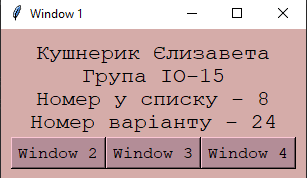 Window 1
Кушнерик Єлизавета
Група ІО-15
Номер у списку - 8
Номер варіанту - 24
Window 2 Window 3 Window 4